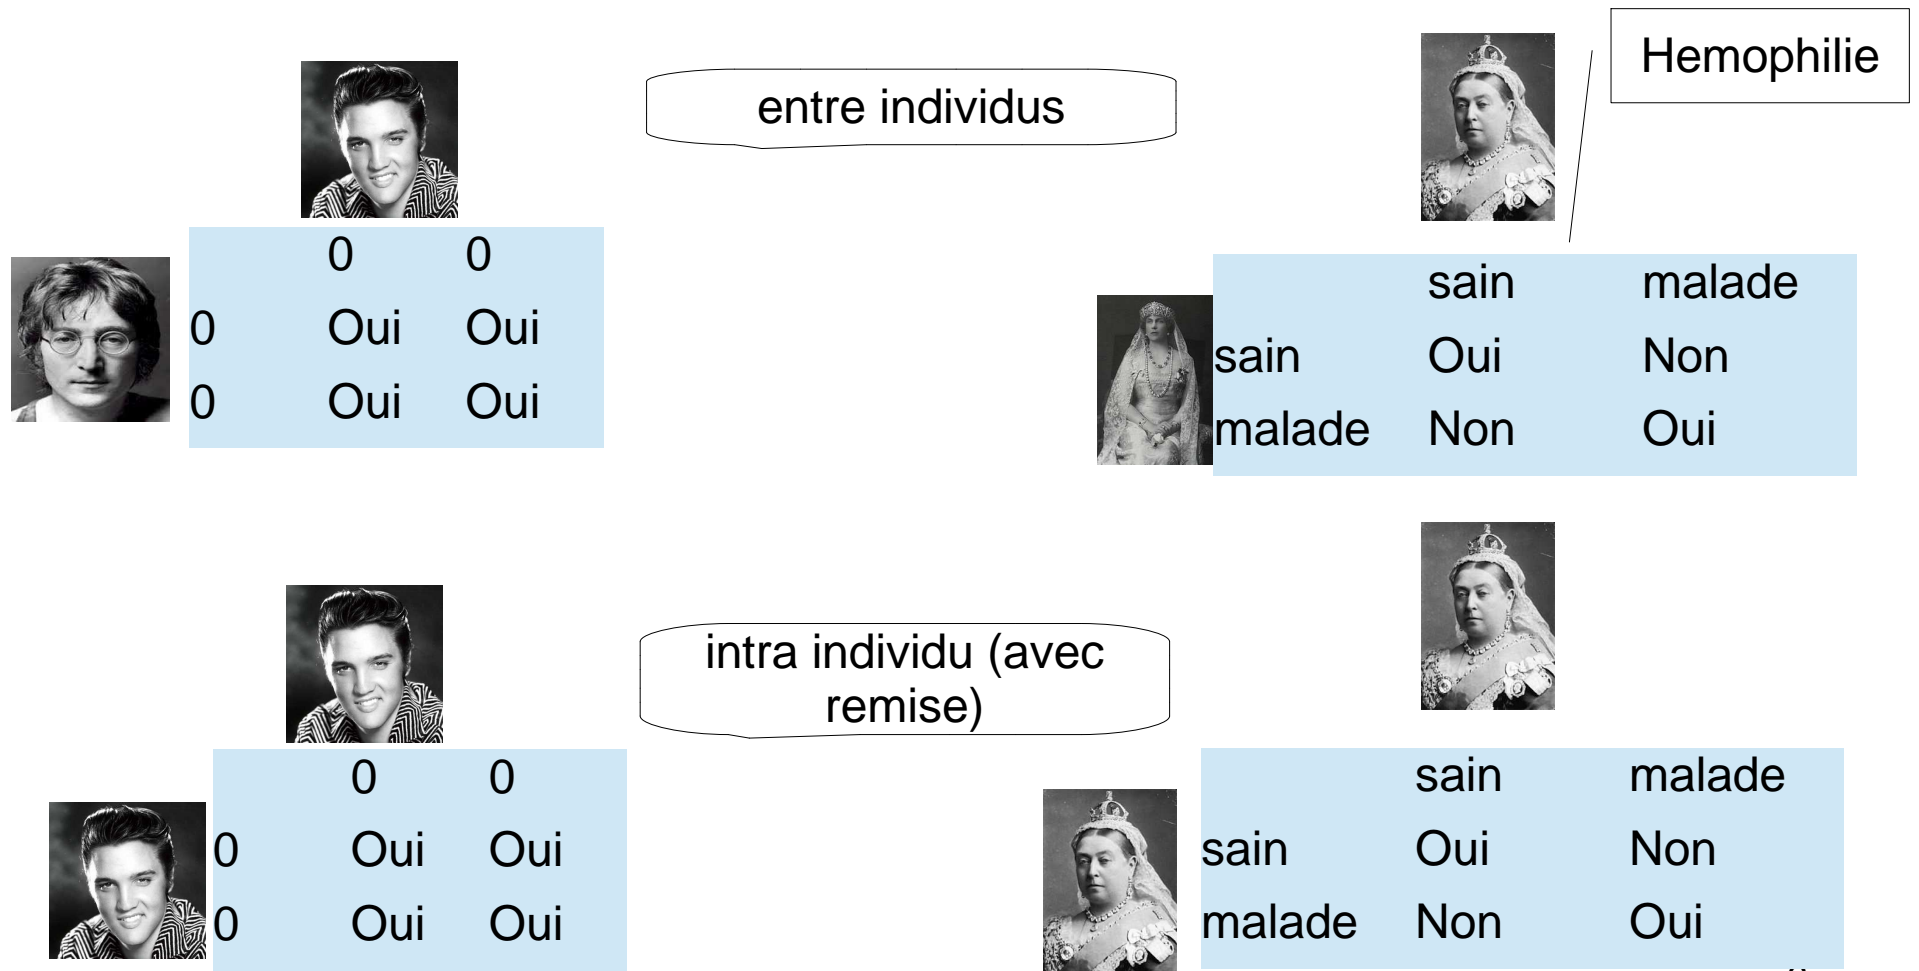 entre individus
Hemophilie
0 0
0 Oui Oui
0 Oui Oui
sain malade
sain Oui Non
malade Non Oui
intra individu (avec
remise)
0 0
0 Oui Oui
0 Oui Oui
sain malade
sain Oui Non
malade Non Oui